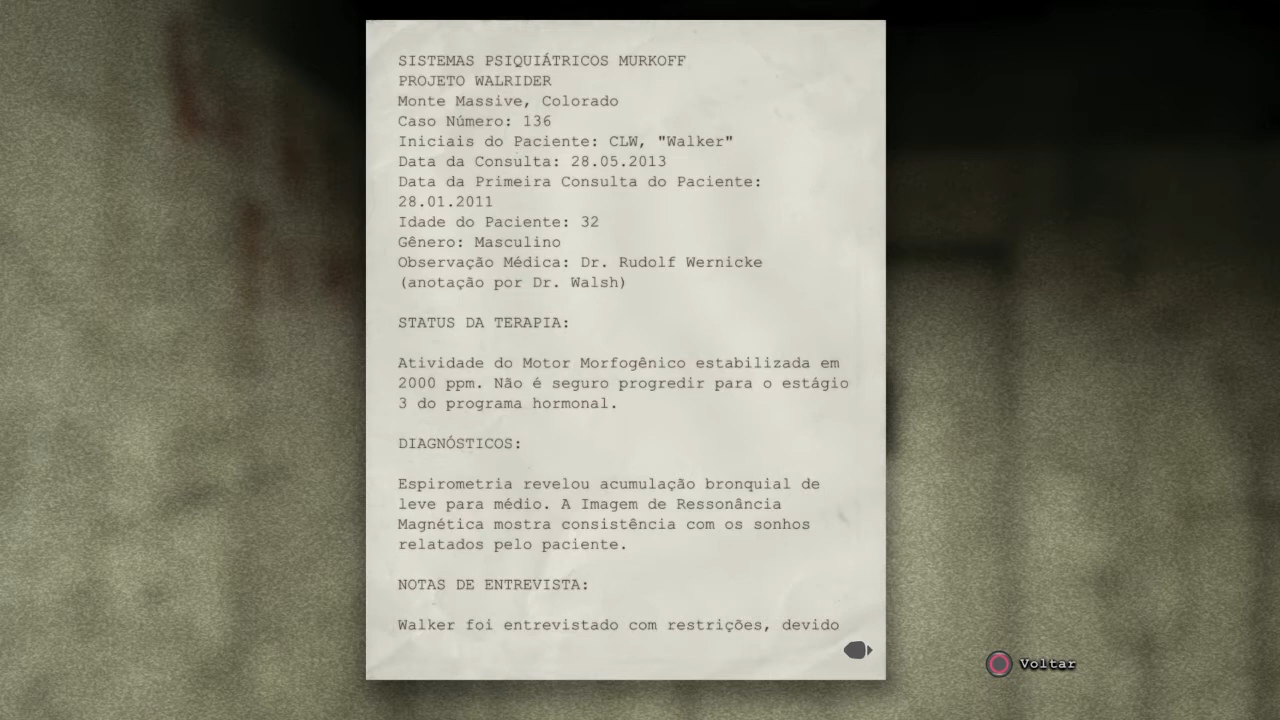 SISTEMAS PSIQUIÁTRICOS MURKOFF
PROJETO WALRIDER
Monte Massive, Colorado
Caso Número: 136
Iniciais do Paciente: CLW, "Walker"
Data da Consulta: 28.05.2013
Data da Primeira Consulta do Paciente:
28.01.2011
Idade do Paciente: 32
Gênero: Masculino
Observação Médica: Dr. Rudolf Wernicke
(anotação por Dr. Walsh)
STATUS DA TERAPIA:
Atividade do Motor Morfogênico estabilizada em
2000 ppm. Não é seguro progredir para o estágio
3 do programa hormonal.
DIAGNÓSTICOS:
Espirometria revelou acumulação bronquial de
leve para médio. A Imagem de Ressonância
Magnética mostra consistência com os sonhos
relatados pelo paciente.
NOTAS DE ENTREVISTA:
Walker foi entrevistado com restrições, devido
Voltar